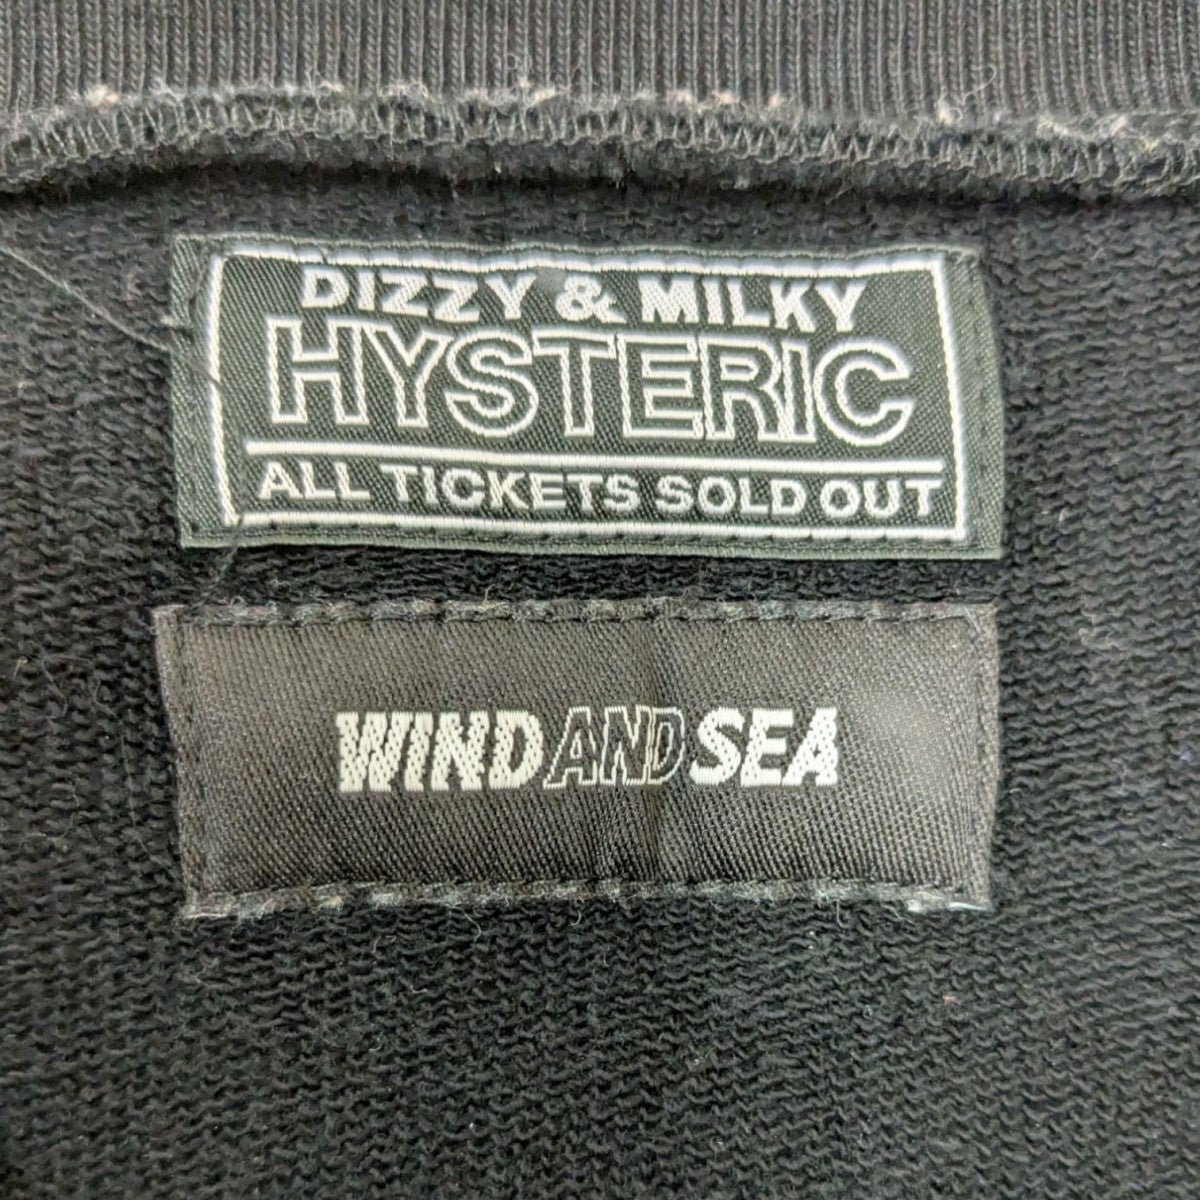 DIZZY & MILKY
HYSTERIC
ALL TICKETS SOLD OUT
WIND AND SEA